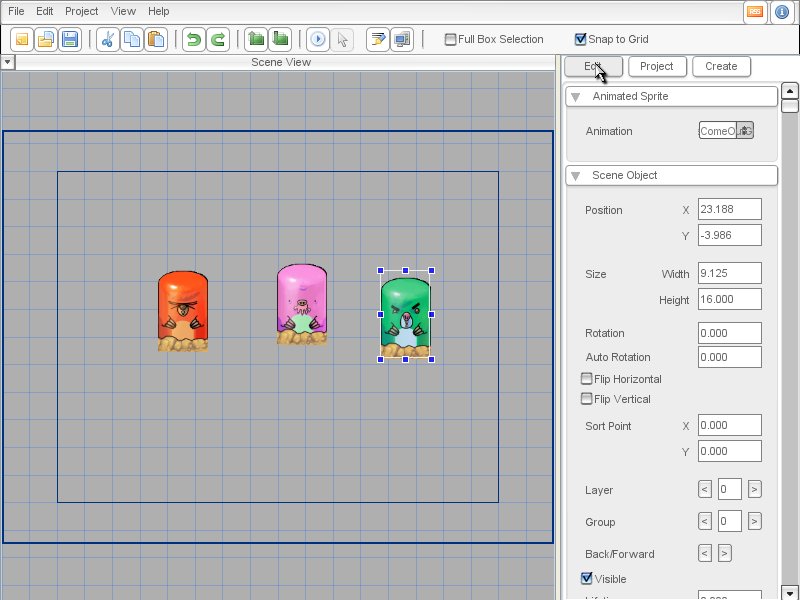 File Edit Project View Help
Full Box Selection Snap to Grid
Scene View
Edit Project Create
Animated Sprite
Animation
Scene Object
Position X 23.188
Y -3.986
Size Width 9.125
Height 16.000
Rotation 0.000
Auto Rotation 0.000
Flip Horizontal
Flip Vertical
Sort Point X 0.000
Y 0.000
Layer < 0 >
Group < 0 >
Back/Forward < >
Visible